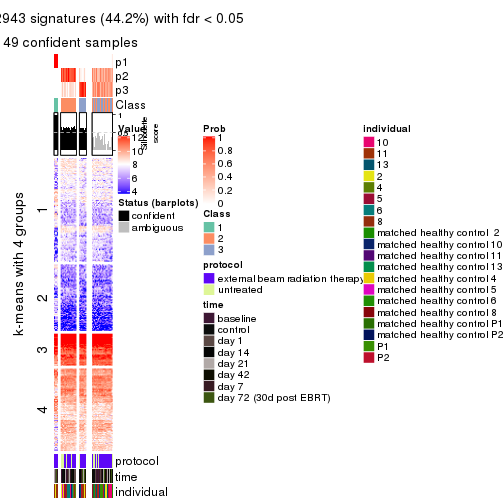 2943 signatures (44.2%) with fdr < 0.05
49 confident samples
p1
p2
p3
Class
1
0.5
0
Silhouette
score
k-means with 4 groups
1
2
3
4
protocol
time
individual
Value
12
10
8
6
4
Status (barplots)
confident
ambiguous
Prob
1
0.8
0.6
0.4
0.2
0
Class
1
2
3
protocol
external beam radiation therapy
untreated
time
baseline
control
day 1
day 14
day 21
day 42
day 7
day 72 (30d post EBRT)
individual
10
11
13
2
4
5
6
8
matched healthy control 2
matched healthy control 10
matched healthy control 11
matched healthy control 13
matched healthy control 4
matched healthy control 5
matched healthy control 6
matched healthy control 8
matched healthy control P1
matched healthy control P2
P1
P2